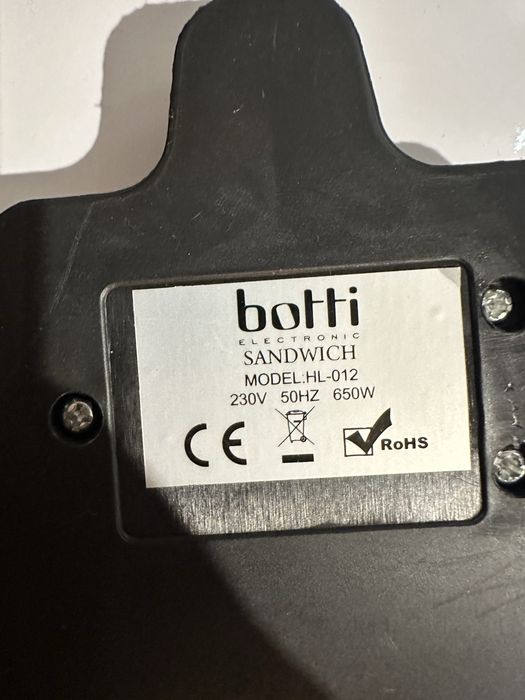 botti
ELECTRONIC
SANDWICH
MODEL:HL-012
230V 50HZ 650W
CE RoHS